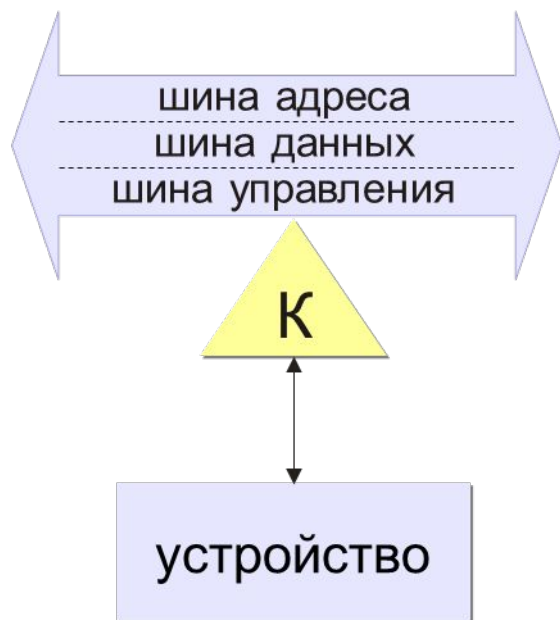 шина адреса
шина данных
шина управления
К
устройство